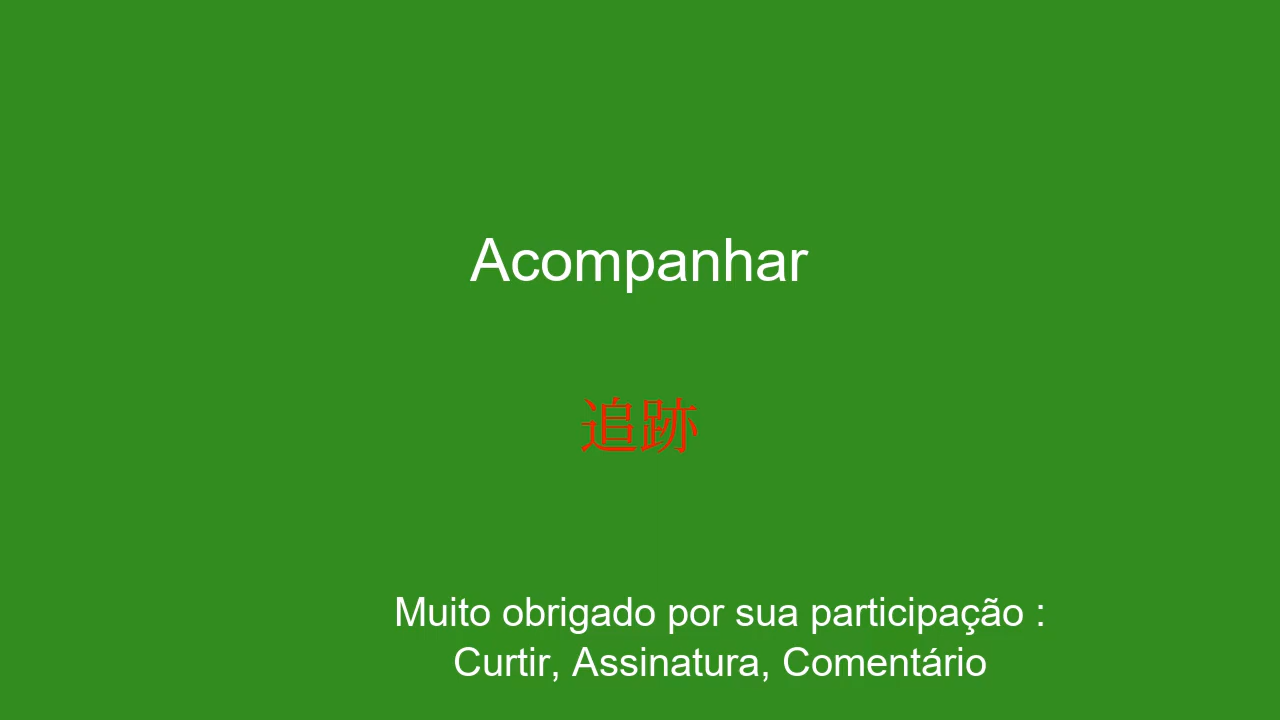 Acompanhar
追跡
Muito obrigado por sua participação :
Curtir, Assinatura, Comentário